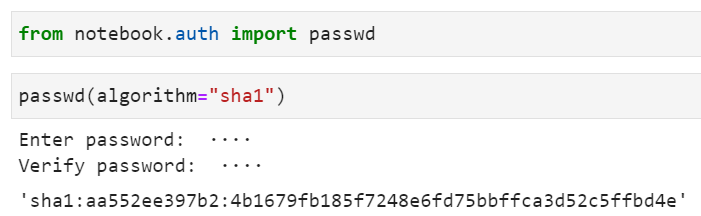 from notebook.auth import passwd
passwd(algorithm="sha1")
Enter password:  ····
Verify password:  ····
'sha1:aa552ee397b2:4b1679fb185f7248e6fd75bbffca3d52c5ffbd4e'